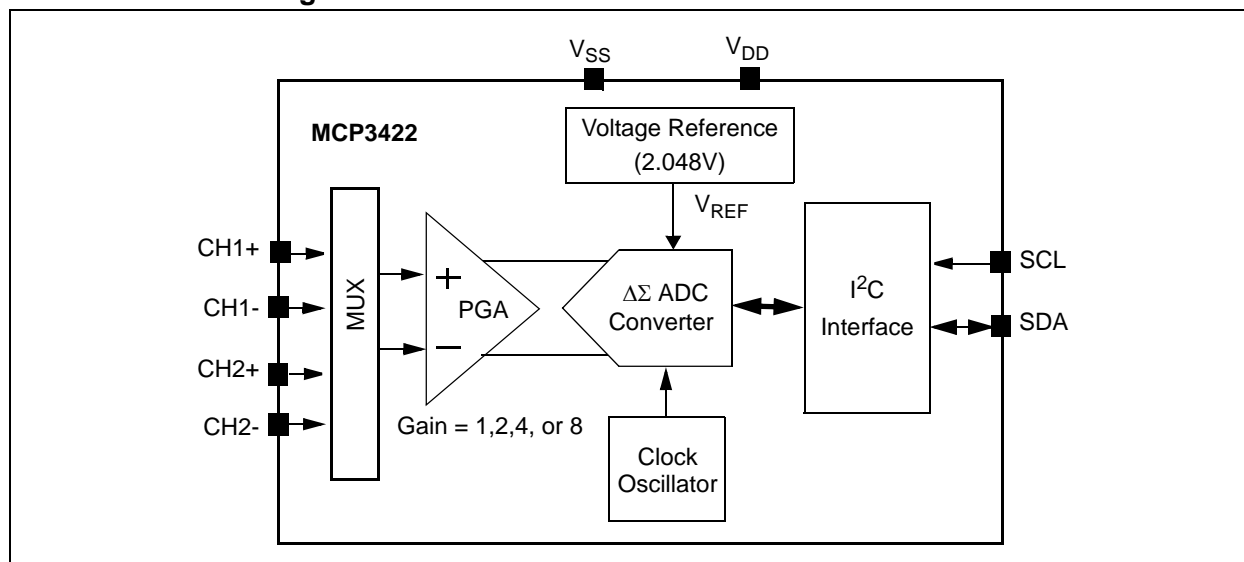 V_SS
V_DD
MCP3422
Voltage Reference
(2.048V)
V_REF
CH1+
CH1-
CH2+
CH2-
MUX
+
PGA
−
Gain = 1,2,4, or 8
ΔΣ ADC
Converter
Clock
Oscillator
I²C
Interface
SCL
SDA